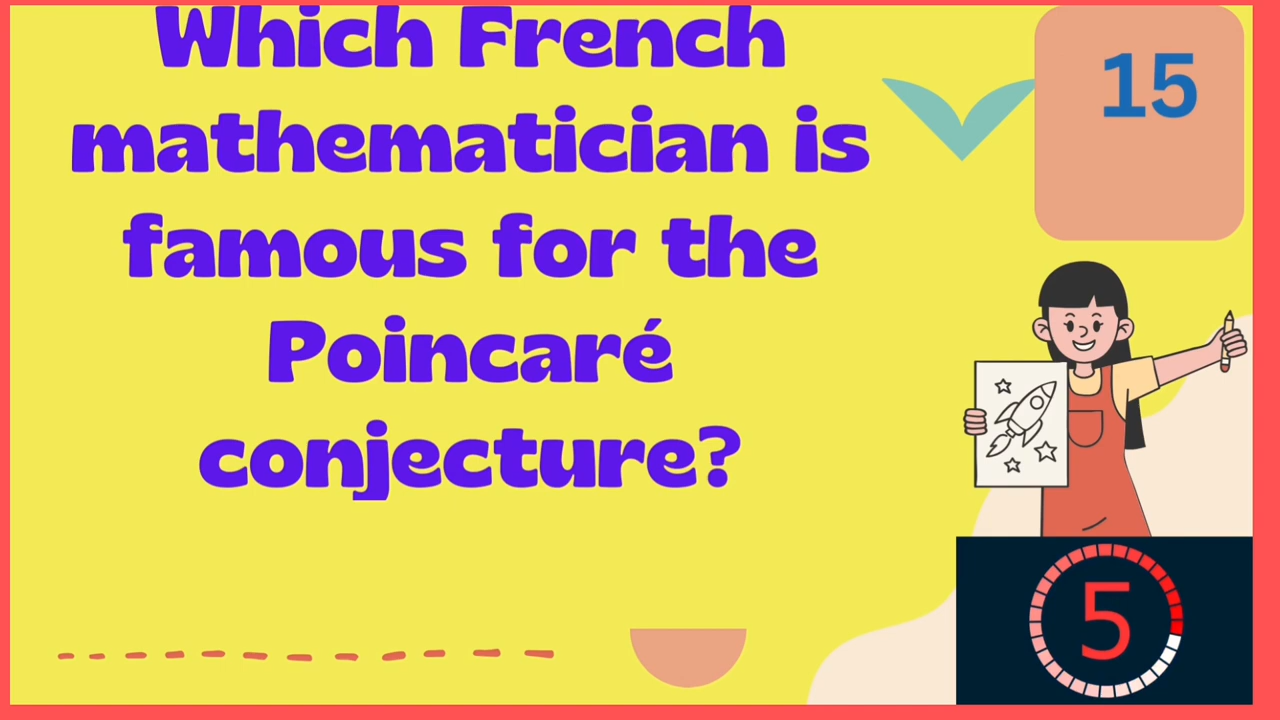 Which French
mathematician is
famous for the
Poincaré
conjecture?
15
5